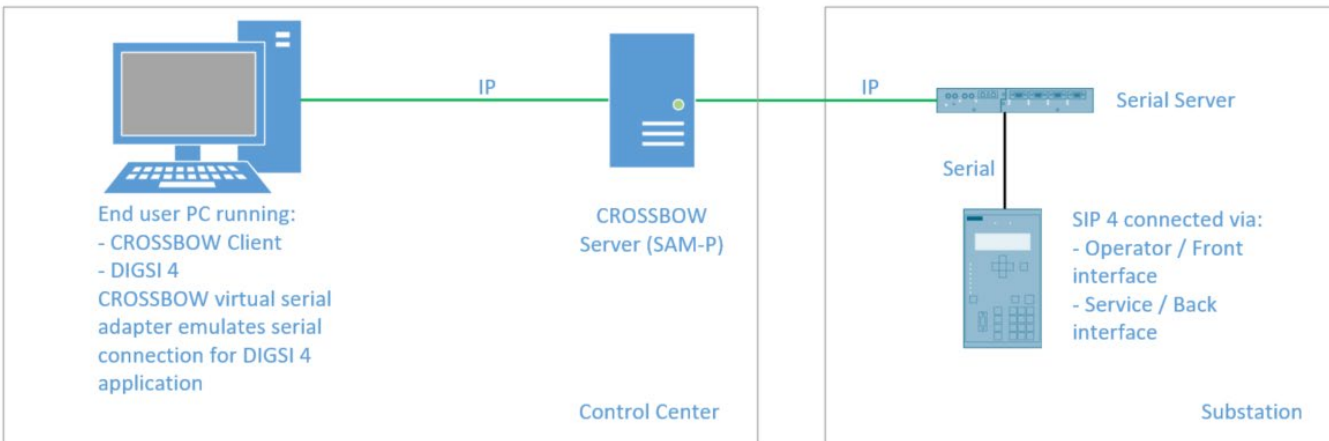 IP
IP
Serial Server
Serial
End user PC running:
- CROSSBOW Client
- DIGSI 4
CROSSBOW virtual serial
adapter emulates serial
connection for DIGSI 4
application
CROSSBOW
Server (SAM-P)
SIP 4 connected via:
- Operator / Front
interface
- Service / Back
interface
Control Center
Substation